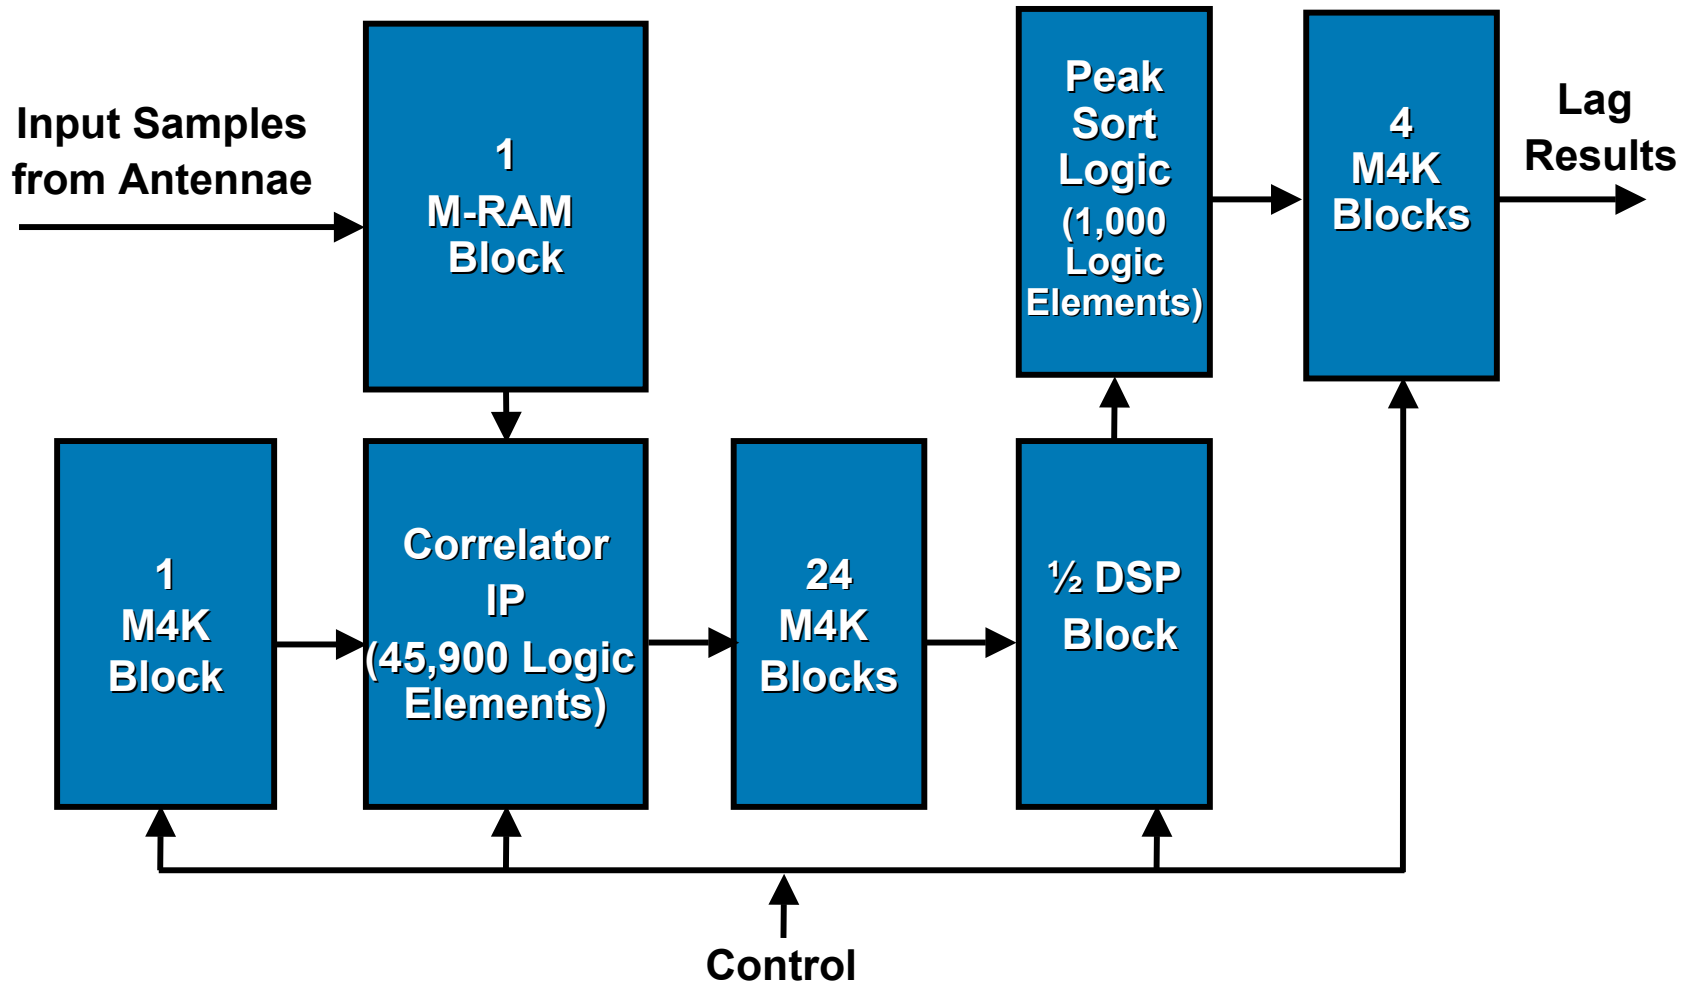 Input Samples
from Antennae
1
M-RAM
Block
Peak
Sort
Logic
(1,000
Logic
Elements)
4
M4K
Blocks
Lag
Results
1
M4K
Block
Correlator
IP
(45,900 Logic
Elements)
24
M4K
Blocks
½ DSP
Block
Control